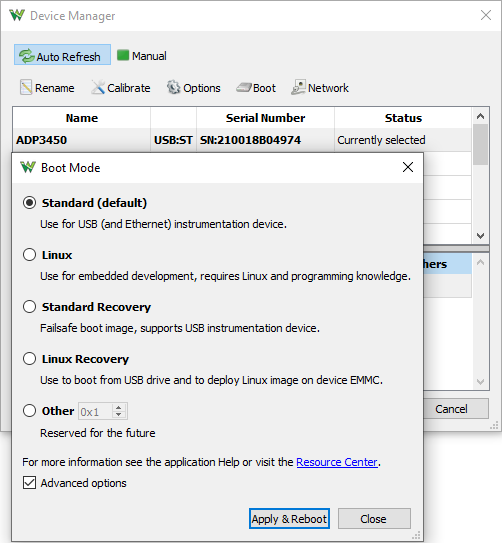 Device Manager
Auto Refresh Manual
Rename Calibrate Options Boot Network
Name Serial Number Status
ADP3450 USB:ST SN:210018B04974 Currently selected
Boot Mode
Standard (default)
Use for USB (and Ethernet) instrumentation device.
Linux
Use for embedded development, requires Linux and programming knowledge.
Standard Recovery
Failsafe boot image, supports USB instrumentation device.
Linux Recovery
Use to boot from USB drive and to deploy Linux image on device EMMC.
Other 0x1
Reserved for the future
For more information see the application Help or visit the Resource Center.
Advanced options
Apply & Reboot Close
hers
Cancel